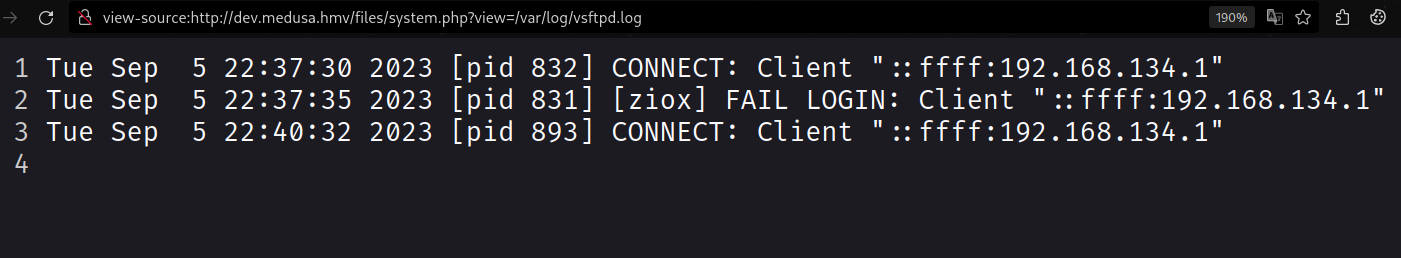 view-source:http://dev.medusa.hmv/files/system.php?view=/var/log/vsftpd.log 190%
1 Tue Sep  5 22:37:30 2023 [pid 832] CONNECT: Client "::ffff:192.168.134.1"
2 Tue Sep  5 22:37:35 2023 [pid 831] [ziox] FAIL LOGIN: Client "::ffff:192.168.134.1"
3 Tue Sep  5 22:40:32 2023 [pid 893] CONNECT: Client "::ffff:192.168.134.1"
4